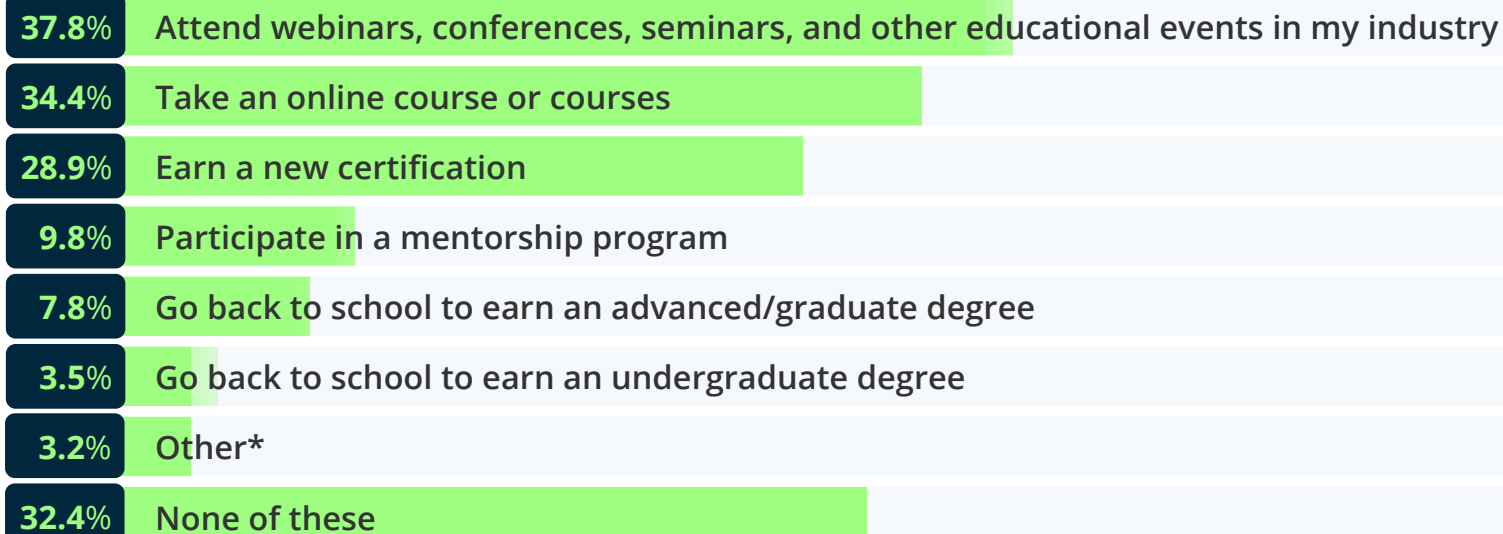 37.8% Attend webinars, conferences, seminars, and other educational events in my industry
34.4% Take an online course or courses
28.9% Earn a new certification
9.8% Participate in a mentorship program
7.8% Go back to school to earn an advanced/graduate degree
3.5% Go back to school to earn an undergraduate degree
3.2% Other*
32.4% None of these